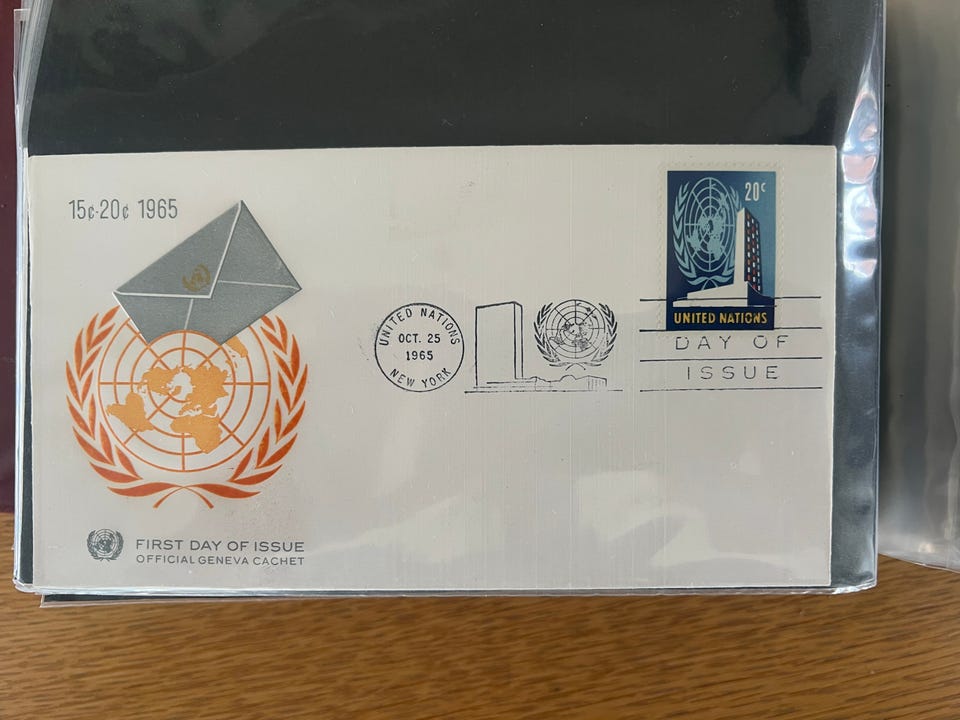 15¢-20¢ 1965
20¢
UNITED NATIONS
UNITED NATIONS
OCT. 25
1965
NEW YORK
DAY OF
ISSUE
FIRST DAY OF ISSUE
OFFICIAL GENEVA CACHET